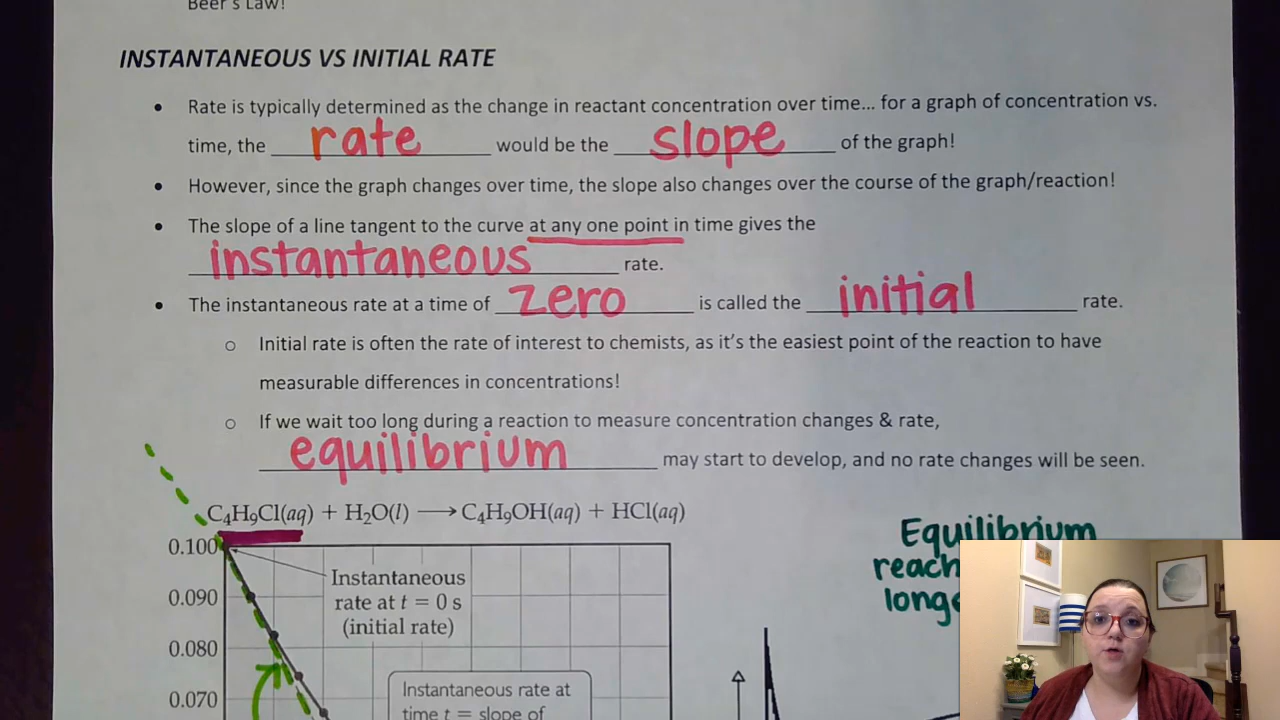 Beer's Law!
INSTANTANEOUS VS INITIAL RATE
• Rate is typically determined as the change in reactant concentration over time... for a graph of concentration vs.
time, the rate would be the slope of the graph!
• However, since the graph changes over time, the slope also changes over the course of the graph/reaction!
• The slope of a line tangent to the curve at any one point in time gives the
instantaneous rate.
• The instantaneous rate at a time of zero is called the initial rate.
o Initial rate is often the rate of interest to chemists, as it's the easiest point of the reaction to have
measurable differences in concentrations!
o If we wait too long during a reaction to measure concentration changes & rate,
equilibrium may start to develop, and no rate changes will be seen.
C₄H₉Cl(aq) + H₂O(l) ⟶ C₄H₉OH(aq) + HCl(aq)
0.100
0.090
0.080
0.070
Instantaneous
rate at t = 0 s
(initial rate)
Instantaneous rate at
time t = slope of
Equilibrium